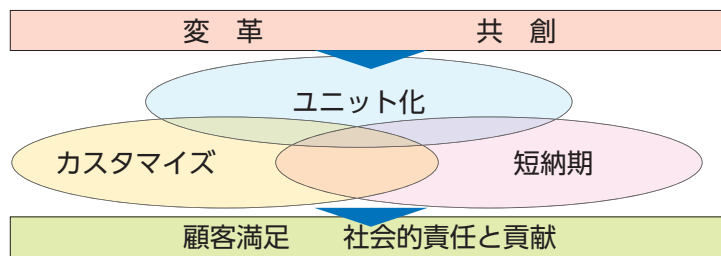 変　革　　共　創
ユニット化
カスタマイズ　　短納期
顧客満足　　社会的責任と貢献